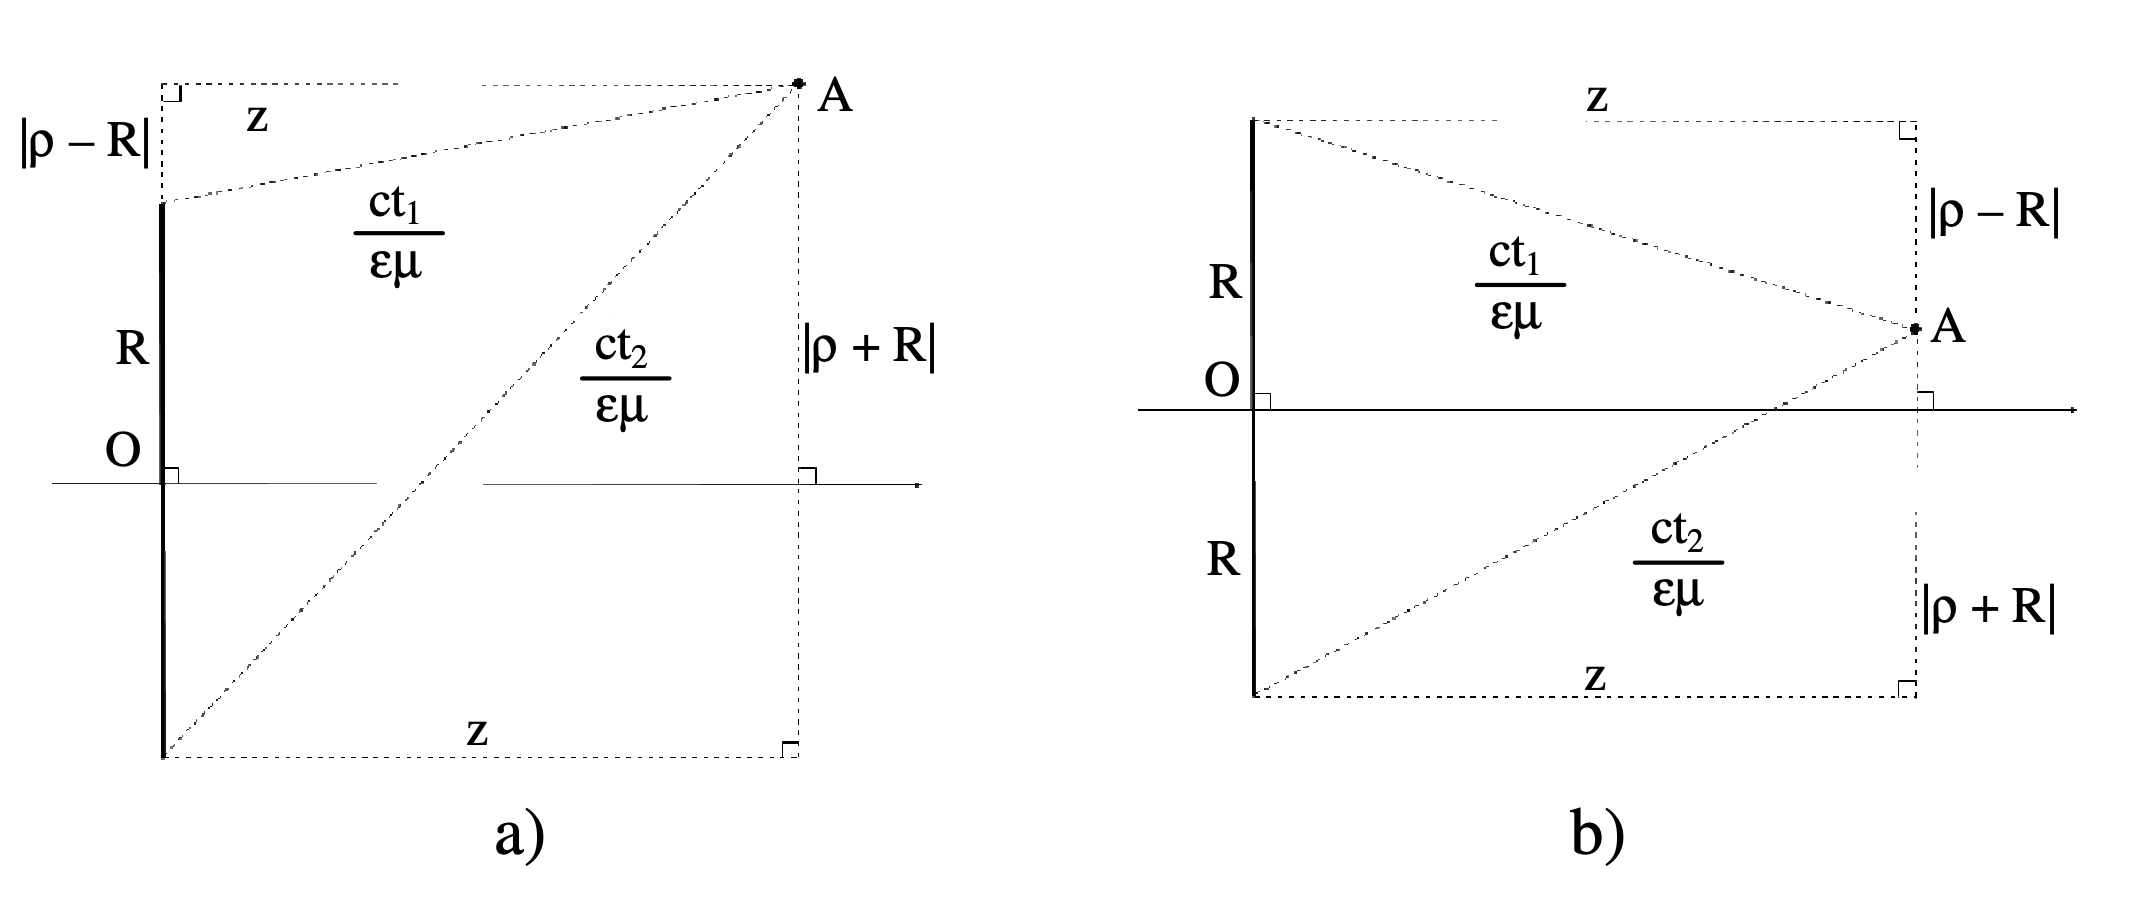 z
A
|ρ – R|
ct₁
εμ
R
ct₂
εμ
|ρ + R|
O
z
a)
z
|ρ – R|
R
ct₁
εμ
A
O
R
ct₂
εμ
|ρ + R|
z
b)